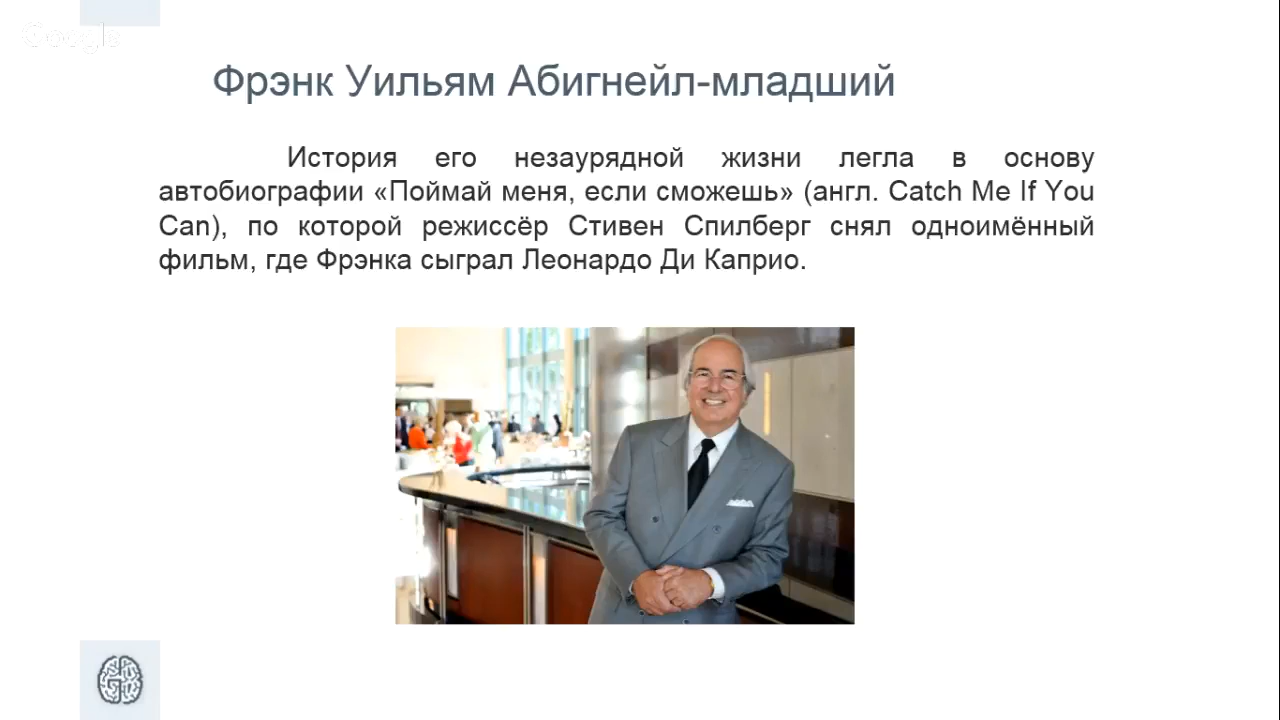 Google
Фрэнк Уильям Абигнейл-младший
История его незаурядной жизни легла в основу
автобиографии «Поймай меня, если сможешь» (англ. Catch Me If You
Can), по которой режиссёр Стивен Спилберг снял одноимённый
фильм, где Фрэнка сыграл Леонардо Ди Каприо.